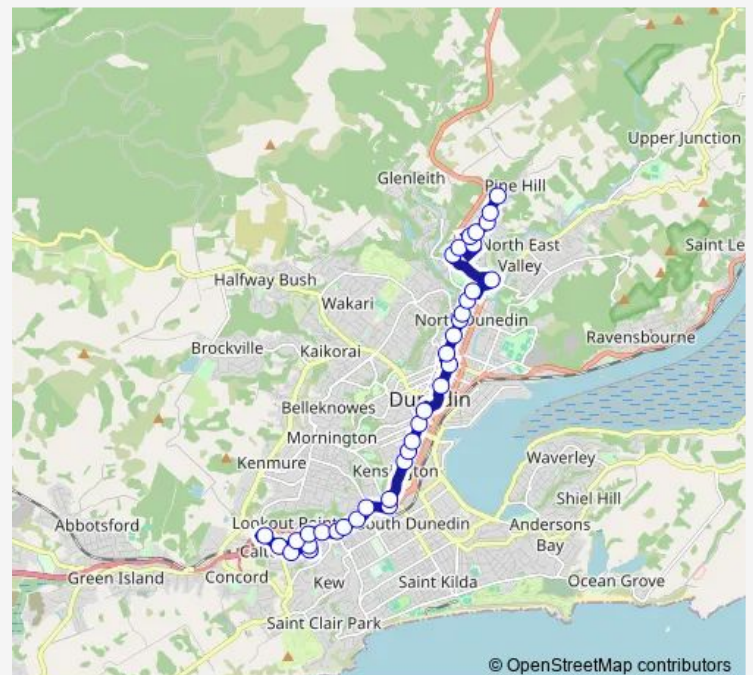 Upper Junction
Glenleith
Pine Hill
North East
Valley
Saint Le
Halfway Bush
Wakari
North Dunedin
Ravensbourne
Brockville
Kaikorai
Dunedin
Belleknowes
Mornington
Waverley
Kenmure
Kensington
Shiel Hill
Abbotsford
Lookout Point
South Dunedin
Andersons
Bay
Green Island
Concord
Kew
Saint Kilda
Ocean Grove
Saint Clair Park
© OpenStreetMap contributors